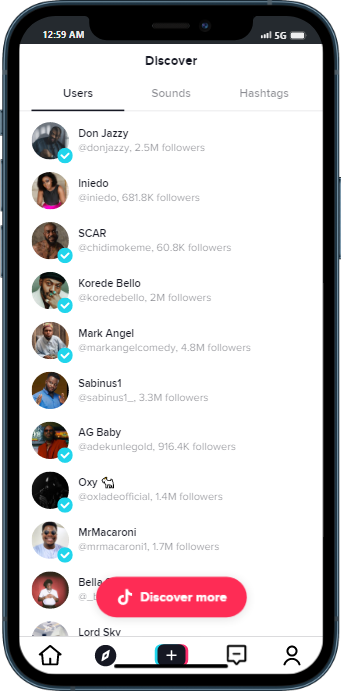 12:59 AM 5G
Discover
Users Sounds Hashtags
Don Jazzy
@donjazzy, 2.5M followers
Iniedo
@iniedo, 681.8K followers
SCAR
@chidimokeme, 60.8K followers
Korede Bello
@koredebello, 2M followers
Mark Angel
@markangelcomedy, 4.8M followers
Sabinus1
@sabinus1_, 3.3M followers
AG Baby
@adekunlegold, 916.4K followers
Oxy 🐂
@oxladeofficial, 1.4M followers
MrMacaroni
@mrmacaroni1, 1.7M followers
Bella
Discover more
Lord Sky